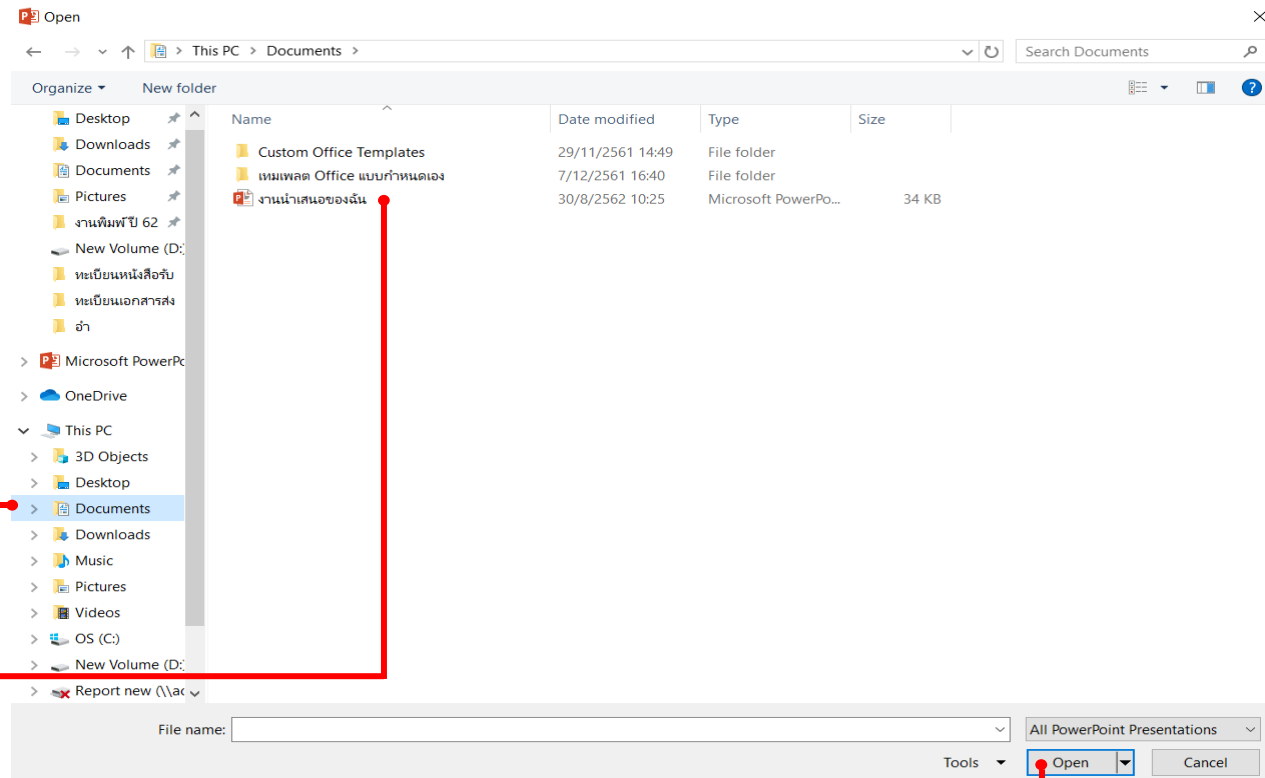 Open
This PC > Documents >
Search Documents
Organize
New folder
Name Date modified Type Size
Custom Office Templates 29/11/2561 14:49 File folder
เทมเพลต Office แบบกำหนดเอง 7/12/2561 16:40 File folder
งานนำเสนอของฉัน 30/8/2562 10:25 Microsoft PowerPo... 34 KB
Desktop
Downloads
Documents
Pictures
งานพิมพ์ ปี 62
New Volume (D:)
ทะเบียนหนังสือรับ
ทะเบียนเอกสารส่ง
อำ
Microsoft PowerPo
OneDrive
This PC
3D Objects
Desktop
Documents
Downloads
Music
Pictures
Videos
OS (C:)
New Volume (D:)
Report new (\\ac
File name:
All PowerPoint Presentations
Tools
Open
Cancel